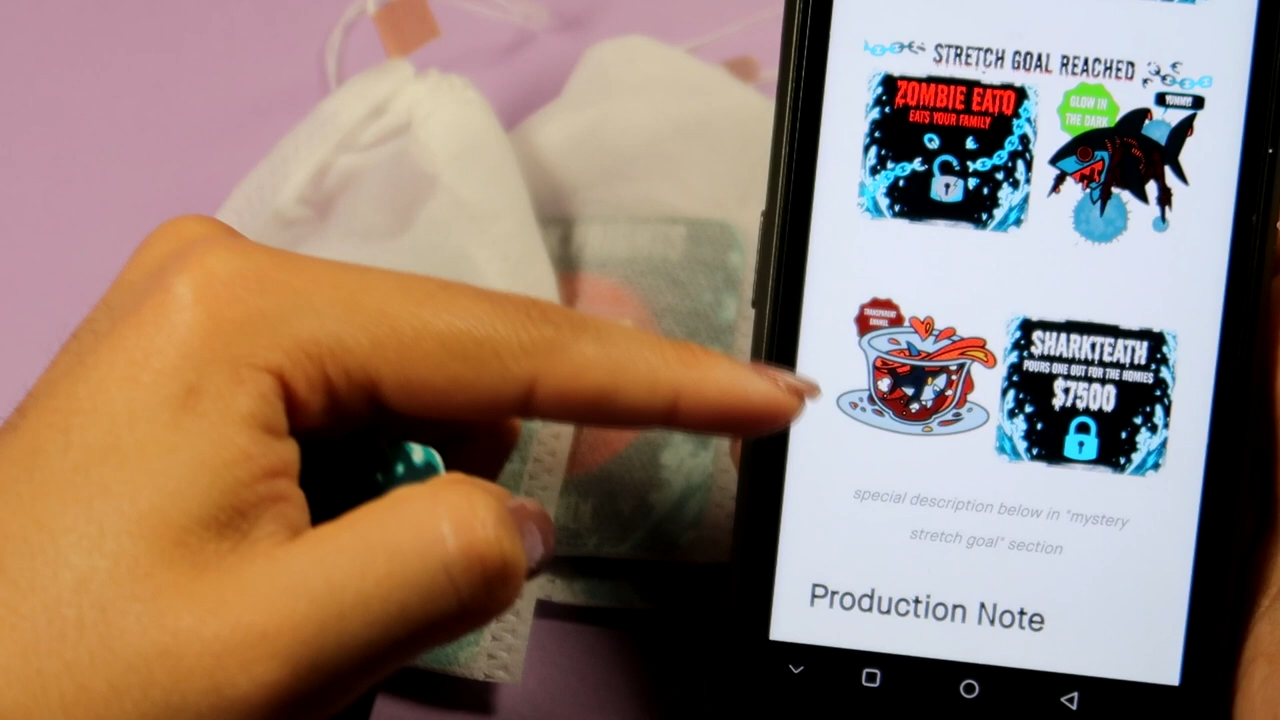 STRETCH GOAL REACHED
ZOMBIE EATO
EATS YOUR FAMILY
GLOW IN
THE DARK
YUMMY!
TRANSPARENT
ENAMEL
SHARKTEATH
POURS ONE OUT FOR THE HOMIES
$7500
special description below in "mystery
stretch goal" section
Production Note